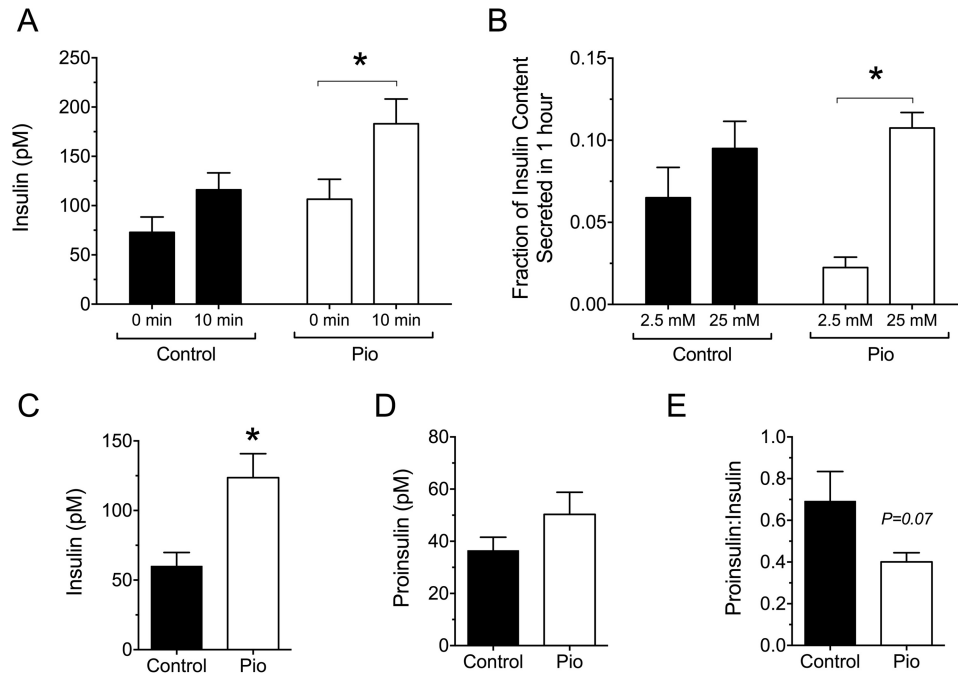 A
B
250
200
150
100
50
0
Insulin (pM)
*
0 min 10 min 0 min 10 min
Control Pio
0.15
0.10
0.05
0.00
Fraction of Insulin Content
Secreted in 1 hour
*
2.5 mM 25 mM 2.5 mM 25 mM
Control Pio
C
D
E
150
100
50
0
Insulin (pM)
*
Control Pio
80
60
40
20
0
Proinsulin (pM)
Control Pio
1.0
0.8
0.6
0.4
0.2
0.0
Proinsulin:Insulin
P=0.07
Control Pio